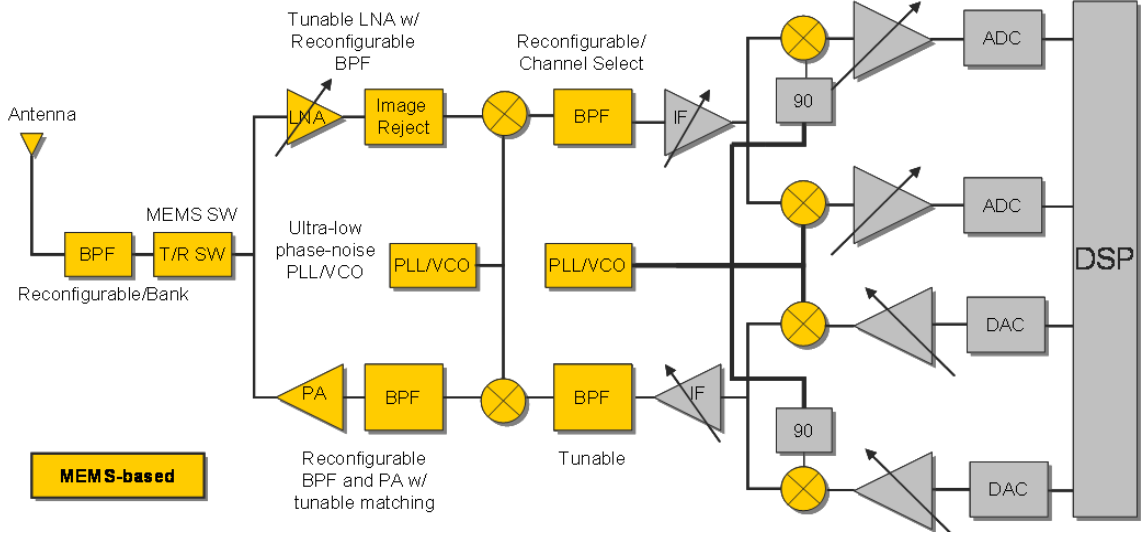 Tunable LNA w/
Reconfigurable
BPF
Reconfigurable/
Channel Select
ADC
90
Antenna
LNA
Image
Reject
BPF
IF
MEMS SW
ADC
BPF
T/R SW
Reconfigurable/Bank
Ultra-low
phase-noise
PLL/VCO
PLL/VCO
PLL/VCO
DSP
DAC
PA
BPF
BPF
IF
90
MEMS-based
Reconfigurable
BPF and PA w/
tunable matching
Tunable
DAC